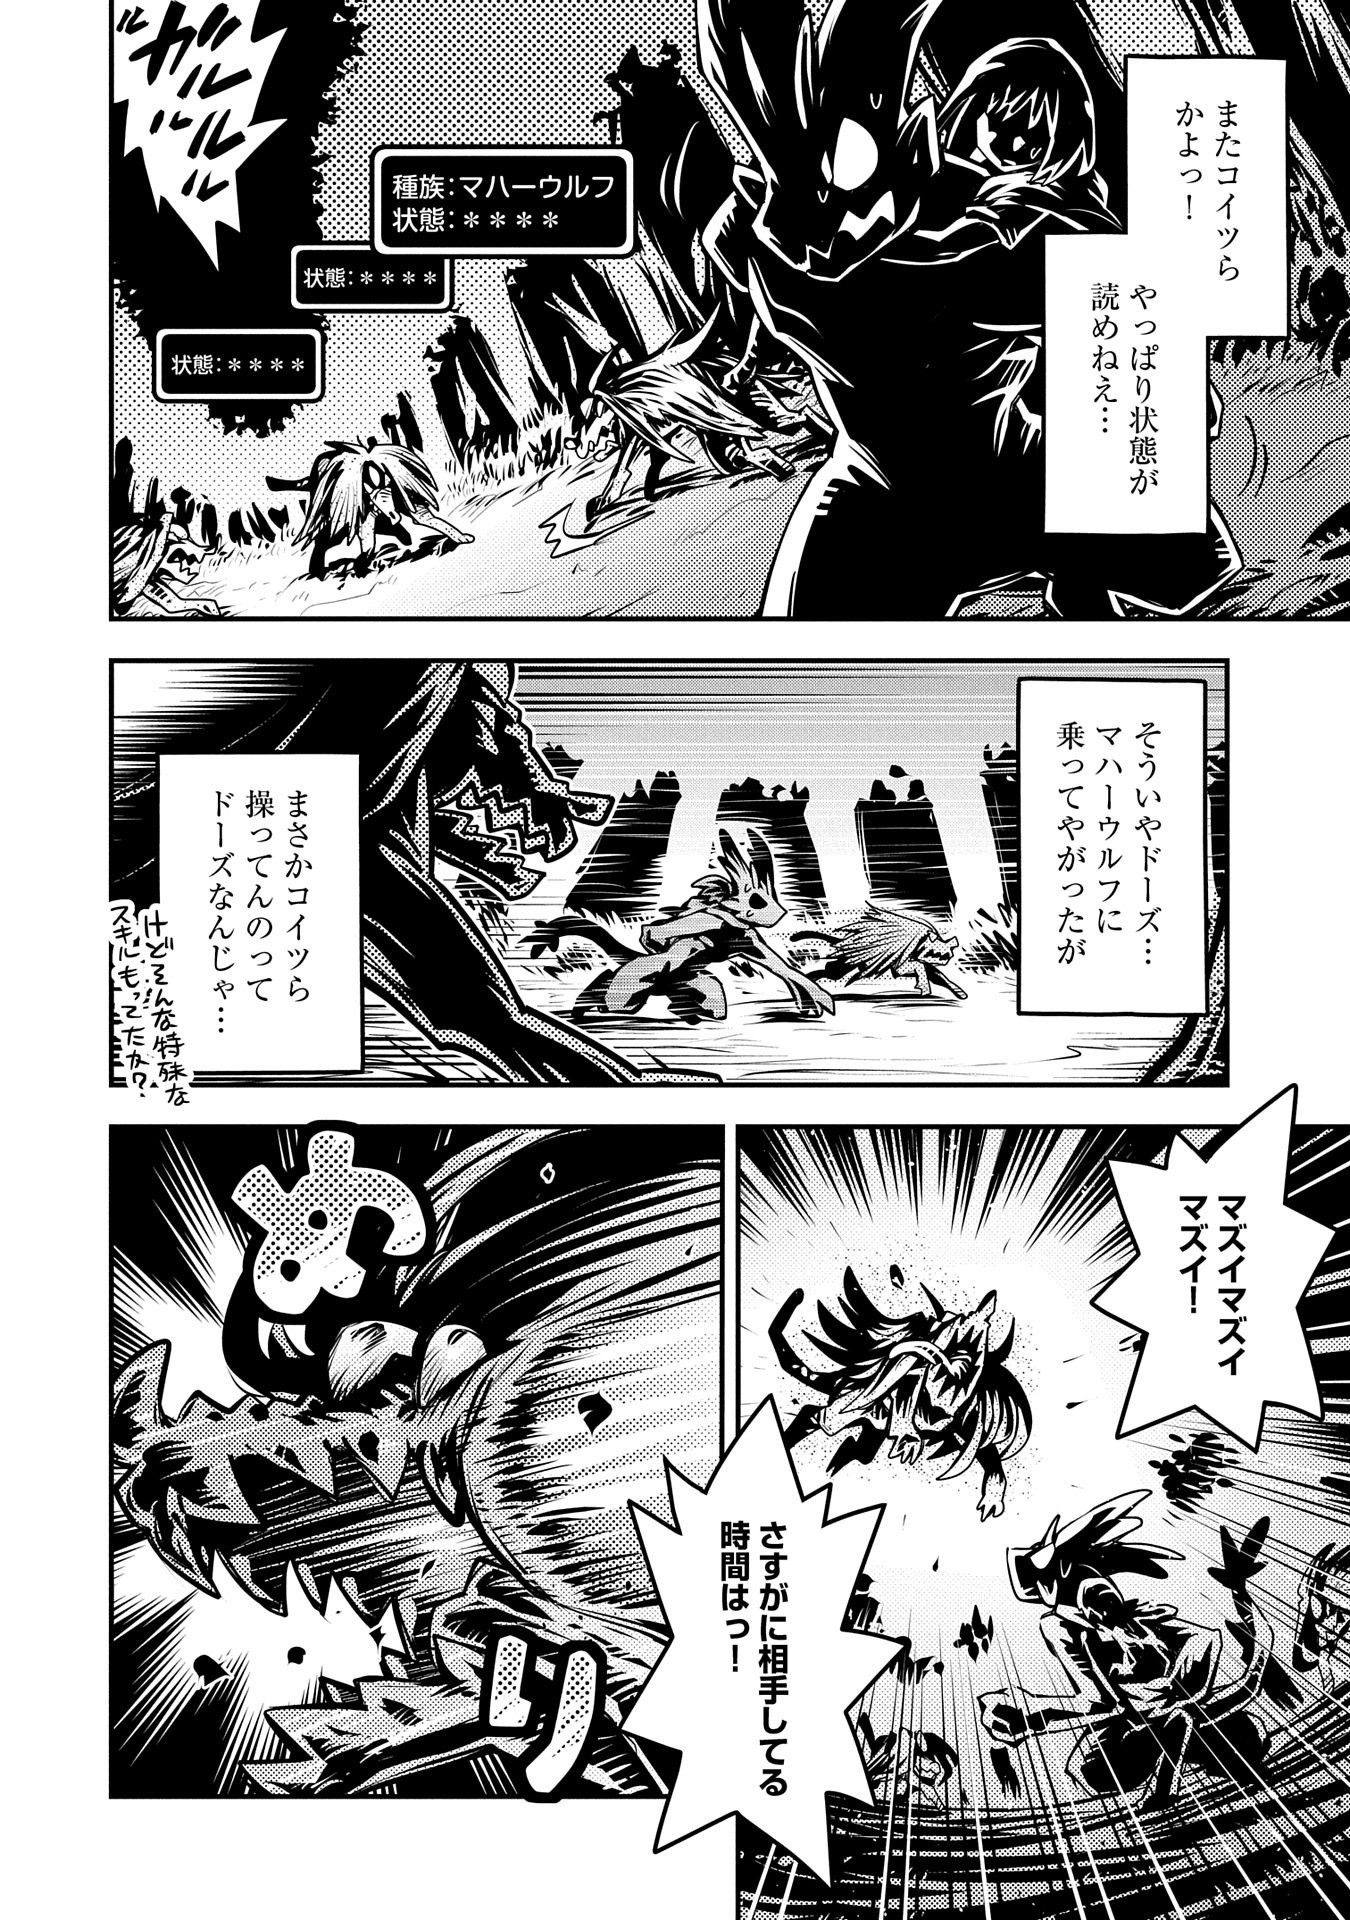 またコイツら
かよっ！
やっぱり状態が
読めねえ…
種族：マハーウルフ
状態：＊＊＊＊
状態：＊＊＊＊
状態：＊＊＊＊
ガルルルル
そういやドーズ…
マハーウルフに
乗ってやがったが
まさかコイツら
操ってんのって
ドーズなんじゃ…
けどそんな特殊な
スキルもってたか？
マズイマズイ
マズイ！
さすがに相手してる
時間はっ！
め
り